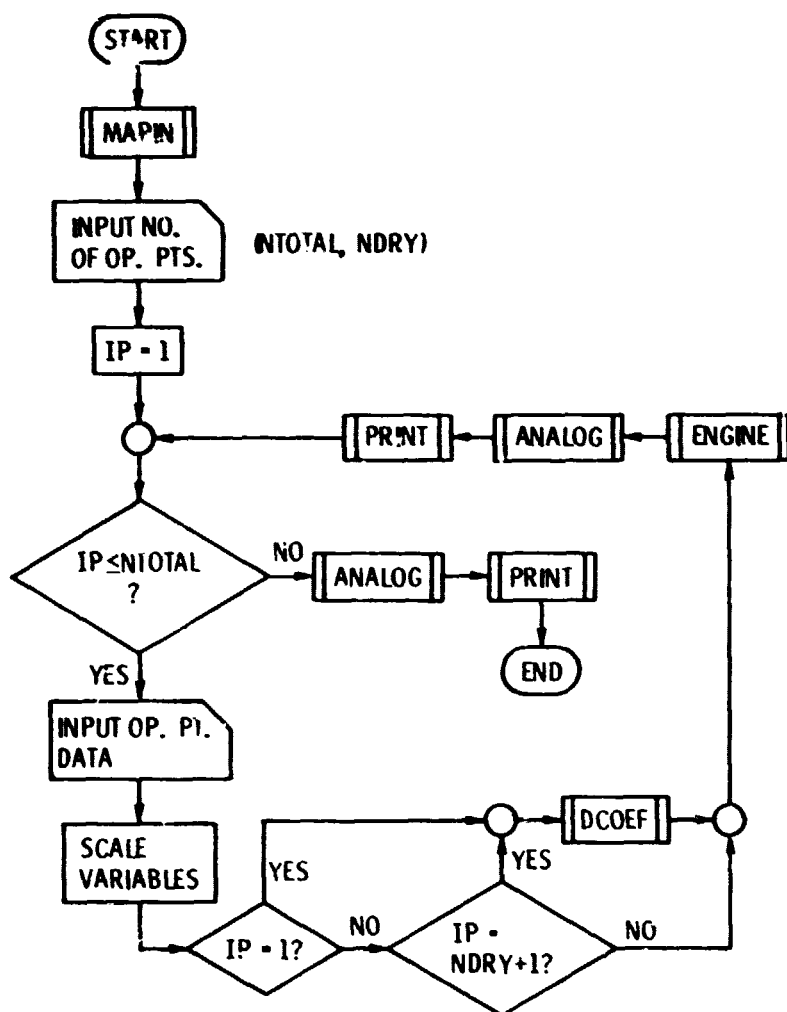 START
MAPIN
INPUT NO.
OF OP. PTS.
(NTOTAL, NDRY)
IP = 1
PRINT
ANALOG
ENGINE
IP ≤ NTOTAL
?
NO
ANALOG
PRINT
END
YES
INPUT OP. PT.
DATA
SCALE
VARIABLES
YES
DCOEF
YES
IP = 1?
NO
IP =
NDRY+1?
NO